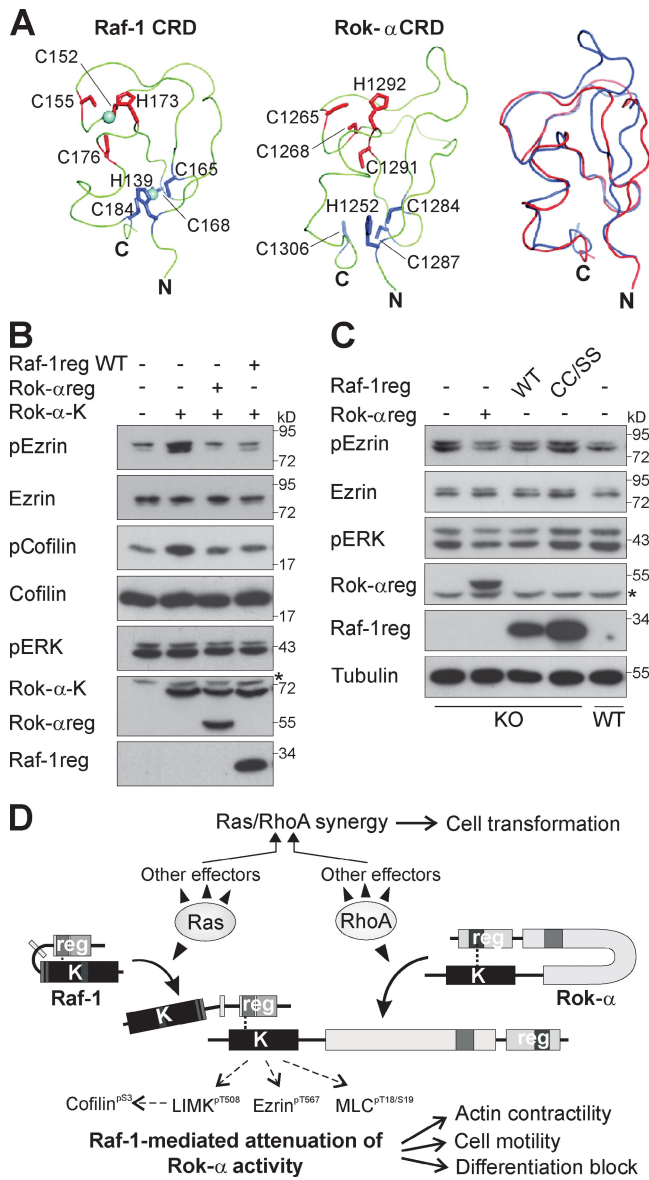 A
Raf-1 CRD
Rok-α CRD
C152
C155
H173
C176
C165
H139
C184
C168
C
N
H1292
C1265
C1268
C1291
H1252
C1284
C1306
C1287
C
N
C
N
B
Raf-1reg WT - - - +
Rok-αreg - - + -
Rok-α-K - + + + kD
pEzrin 95
72
Ezrin 95
72
pCofilin
17
Cofilin
17
pERK 43
Rok-α-K *
72
Rok-αreg 55
Raf-1reg 34
C
Raf-1reg - - WT CC/SS -
Rok-αreg - + - - - kD
pEzrin 95
72
Ezrin 95
72
pERK 43
Rok-αreg 55
*
Raf-1reg 34
Tubulin 55
KO WT
D
Ras/RhoA synergy Cell transformation
Other effectors Other effectors
Ras RhoA
reg
K
Raf-1
reg
K
Rok-α
K reg
K reg
Cofilin pS3 LIMK pT508 Ezrin pT567 MLC pT18/S19
Raf-1-mediated attenuation of
Rok-α activity
Actin contractility
Cell motility
Differentiation block